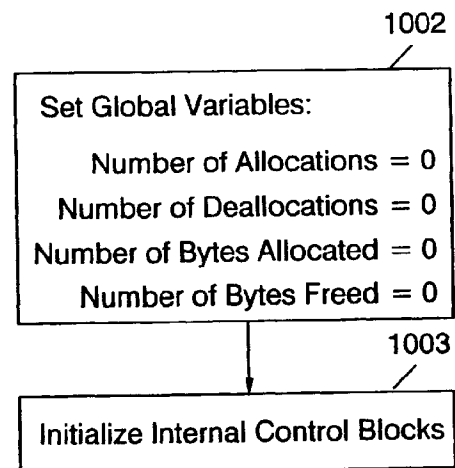 1002
Set Global Variables:
Number of Allocations = 0
Number of Deallocations = 0
Number of Bytes Allocated = 0
Number of Bytes Freed = 0
1003
Initialize Internal Control Blocks